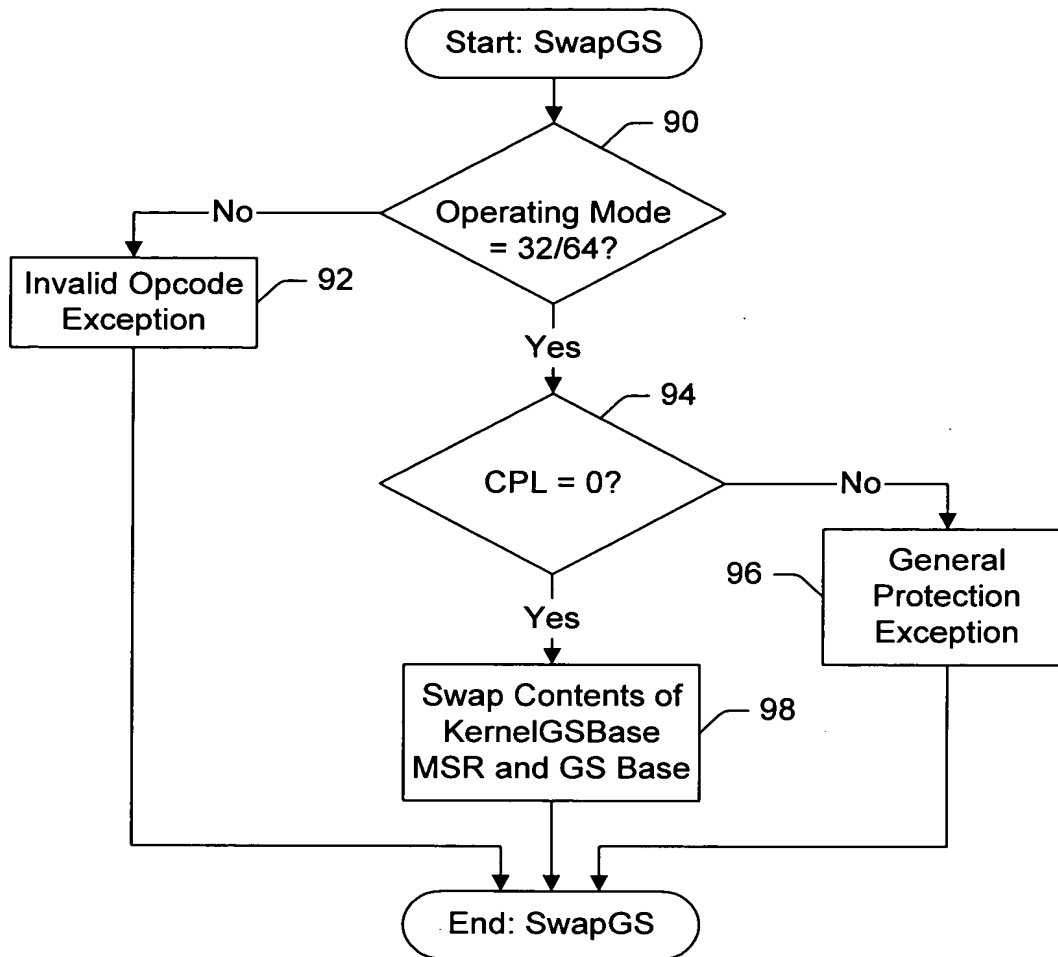 Start: SwapGS
90
Operating Mode
= 32/64?
No
Invalid Opcode
Exception
92
Yes
94
CPL = 0?
No
General
Protection
Exception
96
Yes
Swap Contents of
KernelGSBase
MSR and GS Base
98
End: SwapGS